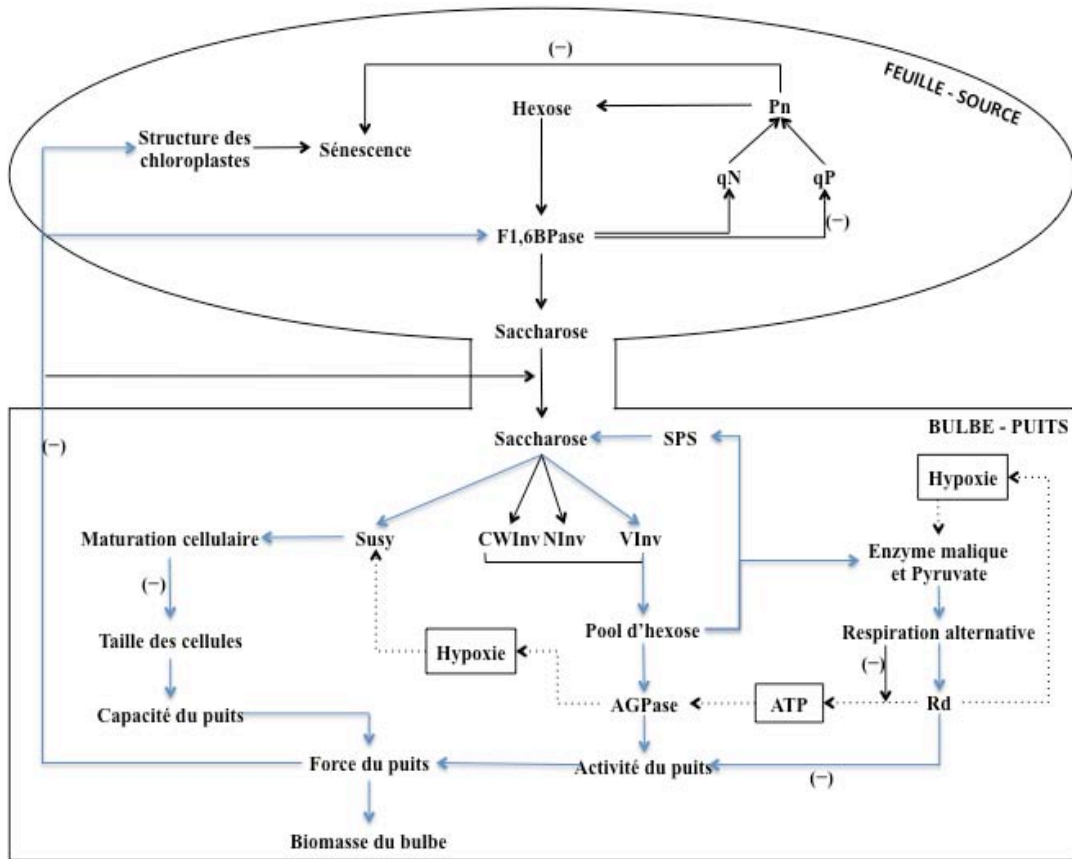 (−)
FEUILLE - SOURCE
Hexose
Pn
Structure des
chloroplastes
Sénescence
qN
qP
(−)
F1,6BPase
Saccharose
BULBE - PUITS
(−)
Saccharose
SPS
Hypoxie
Maturation cellulaire
Susy
CWInv
NInv
VInv
Enzyme malique
et Pyruvate
(−)
Taille des cellules
Hypoxie
Pool d'hexose
Respiration alternative
(−)
Capacité du puits
AGPase
ATP
Rd
Force du puits
Activité du puits
(−)
Biomasse du bulbe